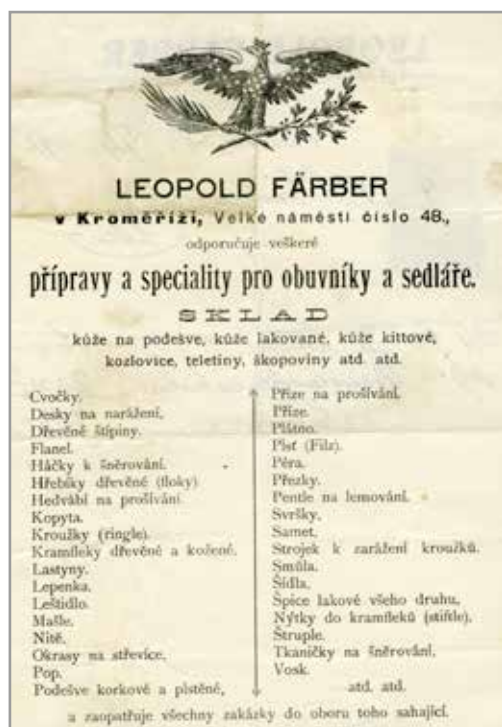 LEOPOLD FÄRBER
v Kroměříži, Velké náměstí číslo 48.,
odporučuje veškeré
přípravy a speciality pro obuvníky a sedláře.
SKLAD
kůže na podešve, kůže lakované, kůže kittové,
kozlovice, teletiny, škopoviny atd. atd.
Cvočky.
Desky na narážení,
Dřevěné štipiny.
Flanel.
Háčky k šněrování.
Hřebíky dřevěné (floky)
Hedvábí na prošívání.
Kopyta.
Kroužky (ringle).
Kramfleky dřevěné a kožené.
Lastyny.
Lepenka.
Leštidlo.
Mašle.
Nitě.
Okrasy na střevíce,
Pop.
Podešve korkové a plstěné,
Příze na prošívání.
Příze.
Plátno.
Plsť (Filz).
Péra.
Přezky.
Pentle na lemování.
Svršky,
Samet.
Strojek k zarážení kroužků.
Smůla.
Šídla,
Špice lakové všeho druhu,
Nýtky do kramfleků (stiftle),
Štruple.
Tkaničky na šněrování,
Vosk.
atd. atd.
a zaopatřuje všechny zakázky do oboru toho sahající.